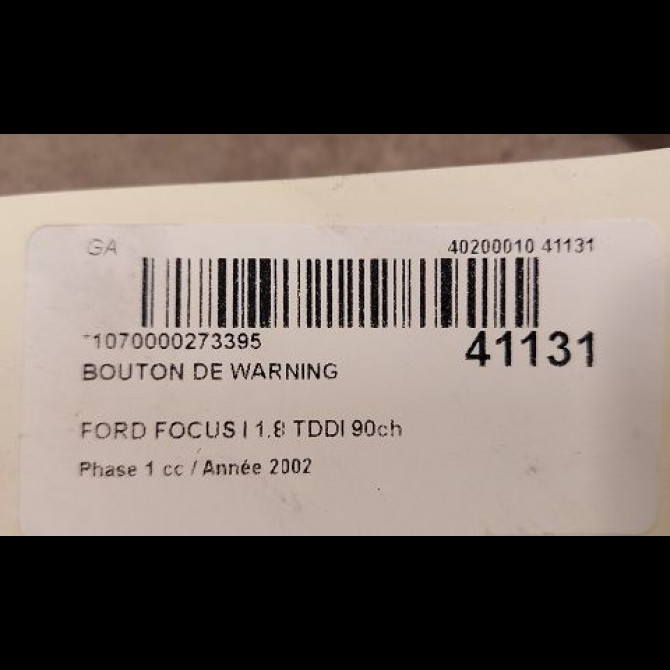 GA 40200010 41131
1070000273395 41131
BOUTON DE WARNING
FORD FOCUS I 1.8 TDDI 90ch
Phase 1 cc / Année 2002